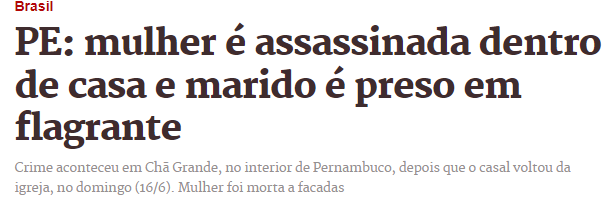 Brasil
PE: mulher é assassinada dentro
de casa e marido é preso em
flagrante
Crime aconteceu em Chã Grande, no interior de Pernambuco, depois que o casal voltou da
igreja, no domingo (16/6). Mulher foi morta a facadas